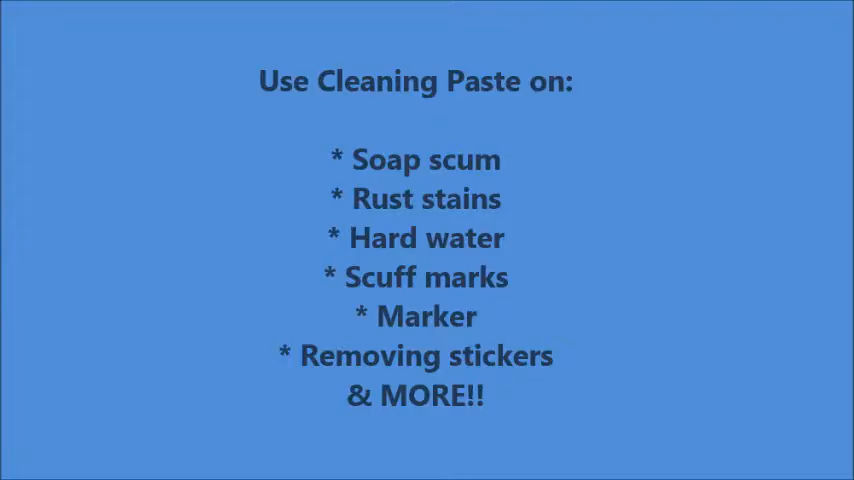 Use Cleaning Paste on:
* Soap scum
* Rust stains
* Hard water
* Scuff marks
* Marker
* Removing stickers
& MORE!!